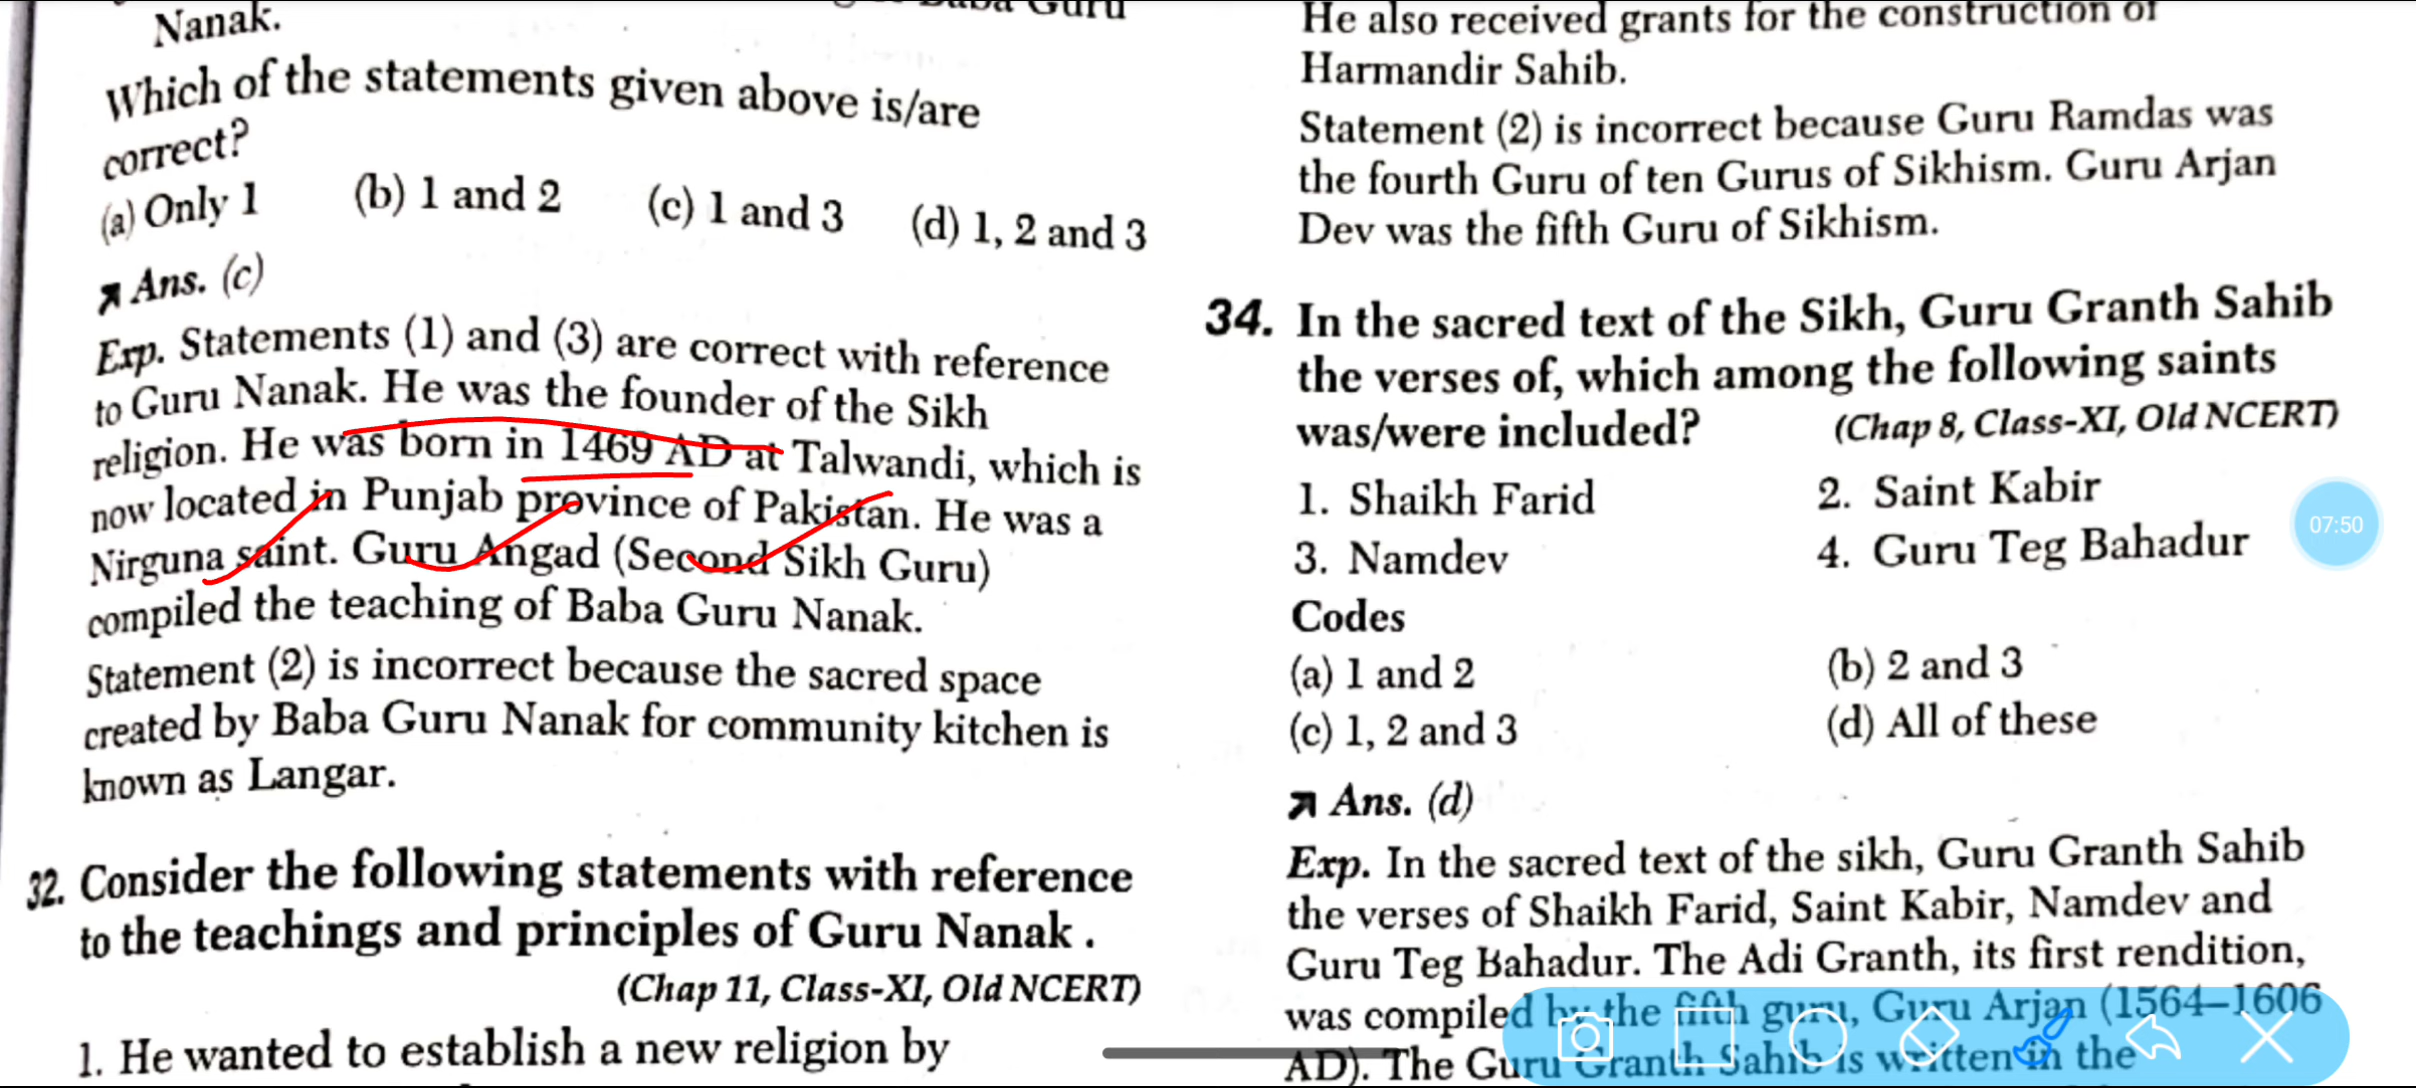 Nanak.
Which of the statements given above is/are
correct?
(a) Only 1 (b) 1 and 2 (c) 1 and 3 (d) 1, 2 and 3
Ans. (c)
Exp. Statements (1) and (3) are correct with reference
to Guru Nanak. He was the founder of the Sikh
religion. He was born in 1469 AD at Talwandi, which is
now located in Punjab province of Pakistan. He was a
Nirguna saint. Guru Angad (Second Sikh Guru)
compiled the teaching of Baba Guru Nanak.
Statement (2) is incorrect because the sacred space
created by Baba Guru Nanak for community kitchen is
known as Langar.
32. Consider the following statements with reference
to the teachings and principles of Guru Nanak .
(Chap 11, Class-XI, Old NCERT)
1. He wanted to establish a new religion by
He also received grants for the construction of
Harmandir Sahib.
Statement (2) is incorrect because Guru Ramdas was
the fourth Guru of ten Gurus of Sikhism. Guru Arjan
Dev was the fifth Guru of Sikhism.
34. In the sacred text of the Sikh, Guru Granth Sahib
the verses of, which among the following saints
was/were included? (Chap 8, Class-XI, Old NCERT)
1. Shaikh Farid 2. Saint Kabir
3. Namdev 4. Guru Teg Bahadur
Codes
(a) 1 and 2 (b) 2 and 3
(c) 1, 2 and 3 (d) All of these
Ans. (d)
Exp. In the sacred text of the sikh, Guru Granth Sahib
the verses of Shaikh Farid, Saint Kabir, Namdev and
Guru Teg Bahadur. The Adi Granth, its first rendition,
was compiled by the fifth guru, Guru Arjan (1564–1606
AD). The Guru Granth Sahib is written in the
07:50